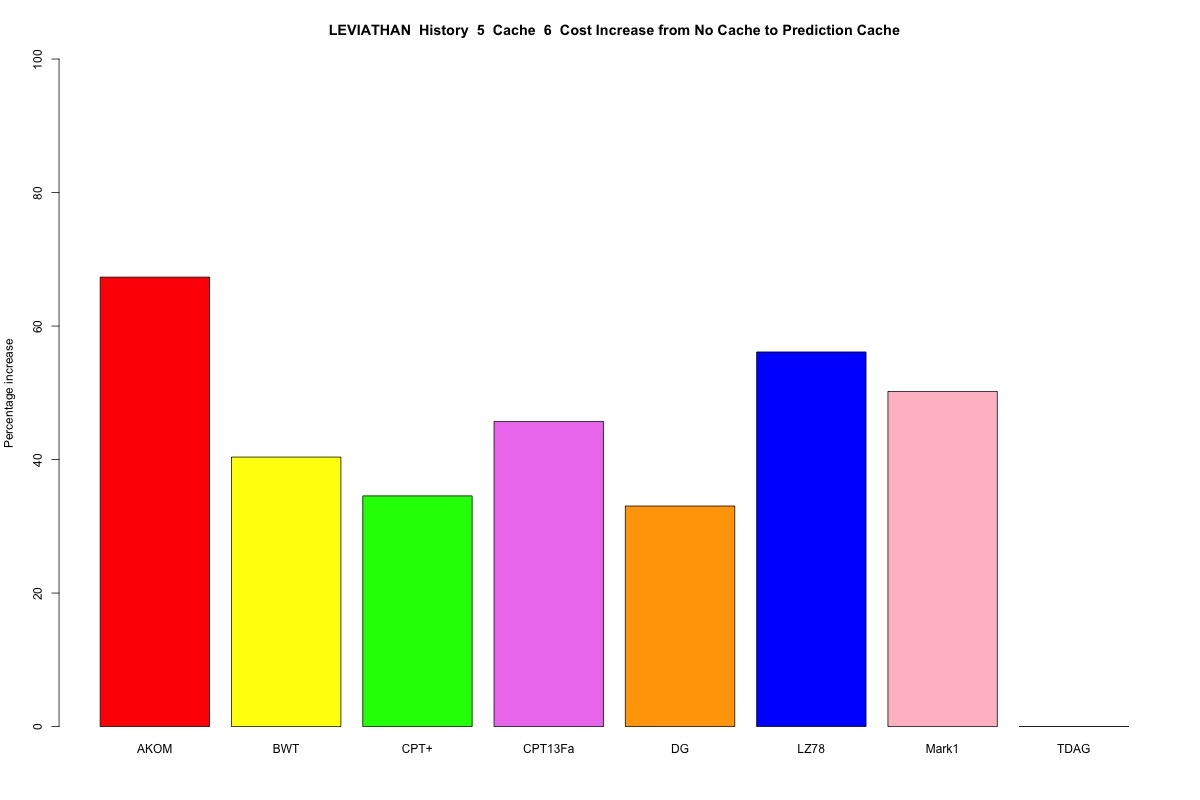 LEVIATHAN  History  5  Cache  6  Cost Increase from No Cache to Prediction Cache
100
80
60
40
20
0
Percentage increase
AKOM BWT CPT+ CPT13Fa DG LZ78 Mark1 TDAG